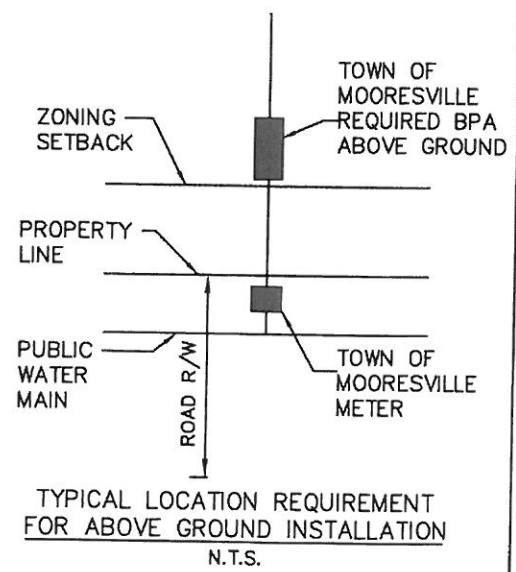 TOWN OF
MOORESVILLE
REQUIRED BPA
ABOVE GROUND
ZONING
SETBACK
PROPERTY
LINE
PUBLIC
WATER
MAIN
ROAD R/W
TOWN OF
MOORESVILLE
METER
TYPICAL LOCATION REQUIREMENT
FOR ABOVE GROUND INSTALLATION
N.T.S.